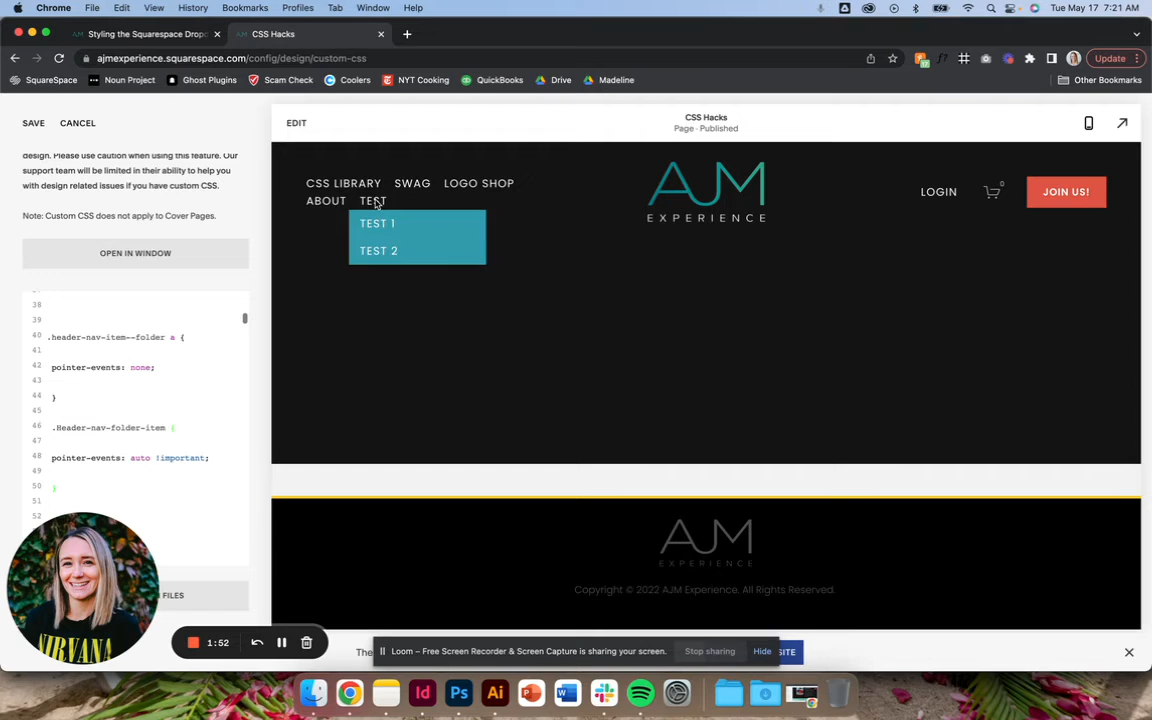 Chrome File Edit View History Bookmarks Profiles Tab Window Help
Tue May 17 7:21 AM
Styling the Squarespace Dropd
CSS Hacks
ajmexperience.squarespace.com/config/design/custom-css
Update
SquareSpace Noun Project Ghost Plugins Scam Check Coolers NYT Cooking QuickBooks Drive Madeline Other Bookmarks
SAVE CANCEL
design. Please use caution when using this feature. Our
support team will be limited in their ability to help you
with design related issues if you have custom CSS.
Note: Custom CSS does not apply to Cover Pages.
OPEN IN WINDOW
38
39
40 .header-nav-item--folder a {
41
42 pointer-events: none;
43
44 }
45
46 .Header-nav-folder-item {
47
48 pointer-events: auto !important;
49
50 }
51
52
FILES
NIRVANA
1:52
EDIT
CSS Hacks
Page · Published
CSS LIBRARY SWAG LOGO SHOP
ABOUT TEST
TEST 1
TEST 2
AJM
EXPERIENCE
LOGIN
0
JOIN US!
AJM
EXPERIENCE
Copyright © 2022 AJM Experience. All Rights Reserved.
Loom – Free Screen Recorder & Screen Capture is sharing your screen. Stop sharing Hide